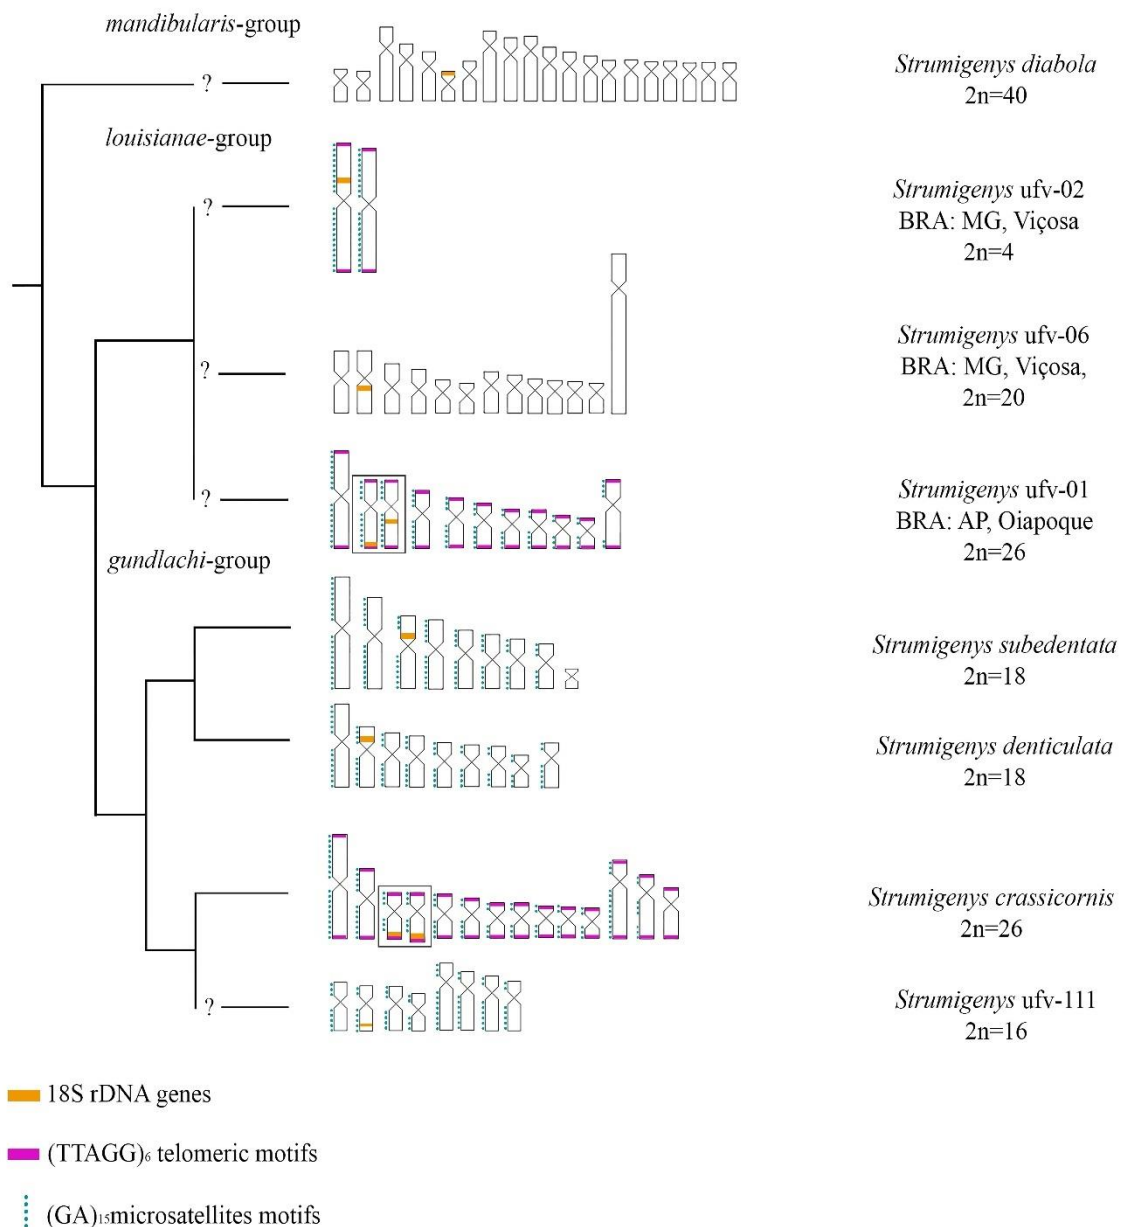 mandibularis-group
?
Strumigenys diabola
2n=40
louisianae-group
?
Strumigenys ufv-02
BRA: MG, Viçosa
2n=4
?
Strumigenys ufv-06
BRA: MG, Viçosa,
2n=20
?
Strumigenys ufv-01
BRA: AP, Oiapoque
2n=26
gundlachi-group
Strumigenys subedentata
2n=18
Strumigenys denticulata
2n=18
Strumigenys crassicornis
2n=26
?
Strumigenys ufv-111
2n=16
18S rDNA genes
(TTAGG)₆ telomeric motifs
(GA)₁₅microsatellites motifs